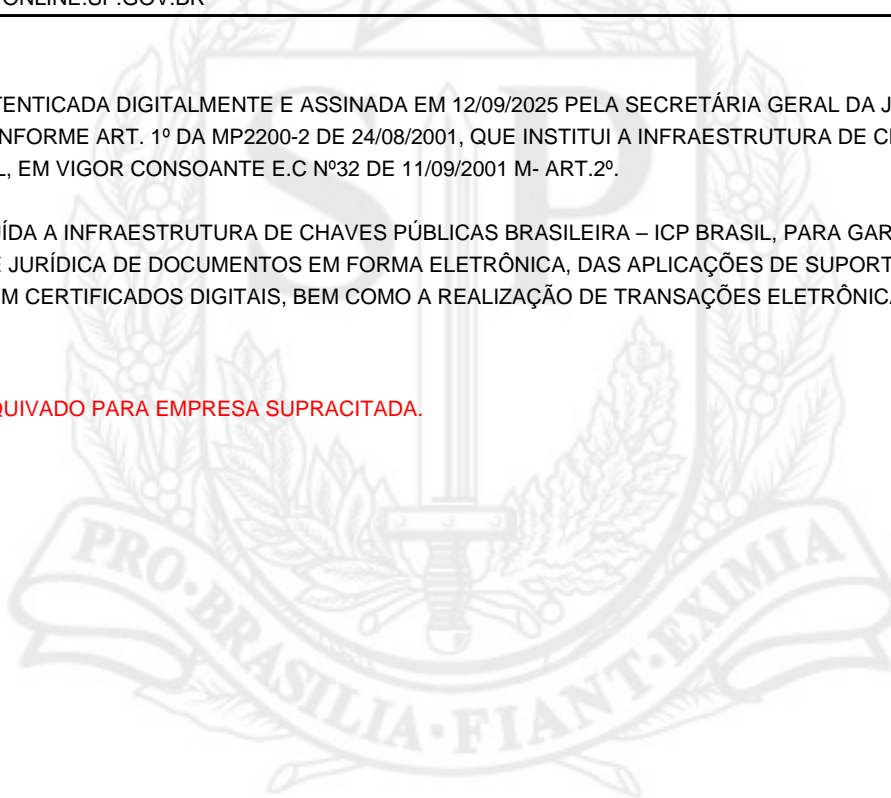 ONLINE.SP.GOV.BR
TENTICADA DIGITALMENTE E ASSINADA EM 12/09/2025 PELA SECRETÁRIA GERAL DA J
NFORME ART. 1º DA MP2200-2 DE 24/08/2001, QUE INSTITUI A INFRAESTRUTURA DE C
L, EM VIGOR CONSOANTE E.C Nº32 DE 11/09/2001 M- ART.2º.
ÍDA A INFRAESTRUTURA DE CHAVES PÚBLICAS BRASILEIRA – ICP BRASIL, PARA GAR
E JURÍDICA DE DOCUMENTOS EM FORMA ELETRÔNICA, DAS APLICAÇÕES DE SUPORT
M CERTIFICADOS DIGITAIS, BEM COMO A REALIZAÇÃO DE TRANSAÇÕES ELETRÔNICA
QUIVADO PARA EMPRESA SUPRACITADA.
SP
PRO·BRASILIA·FIANT·EXIMIA